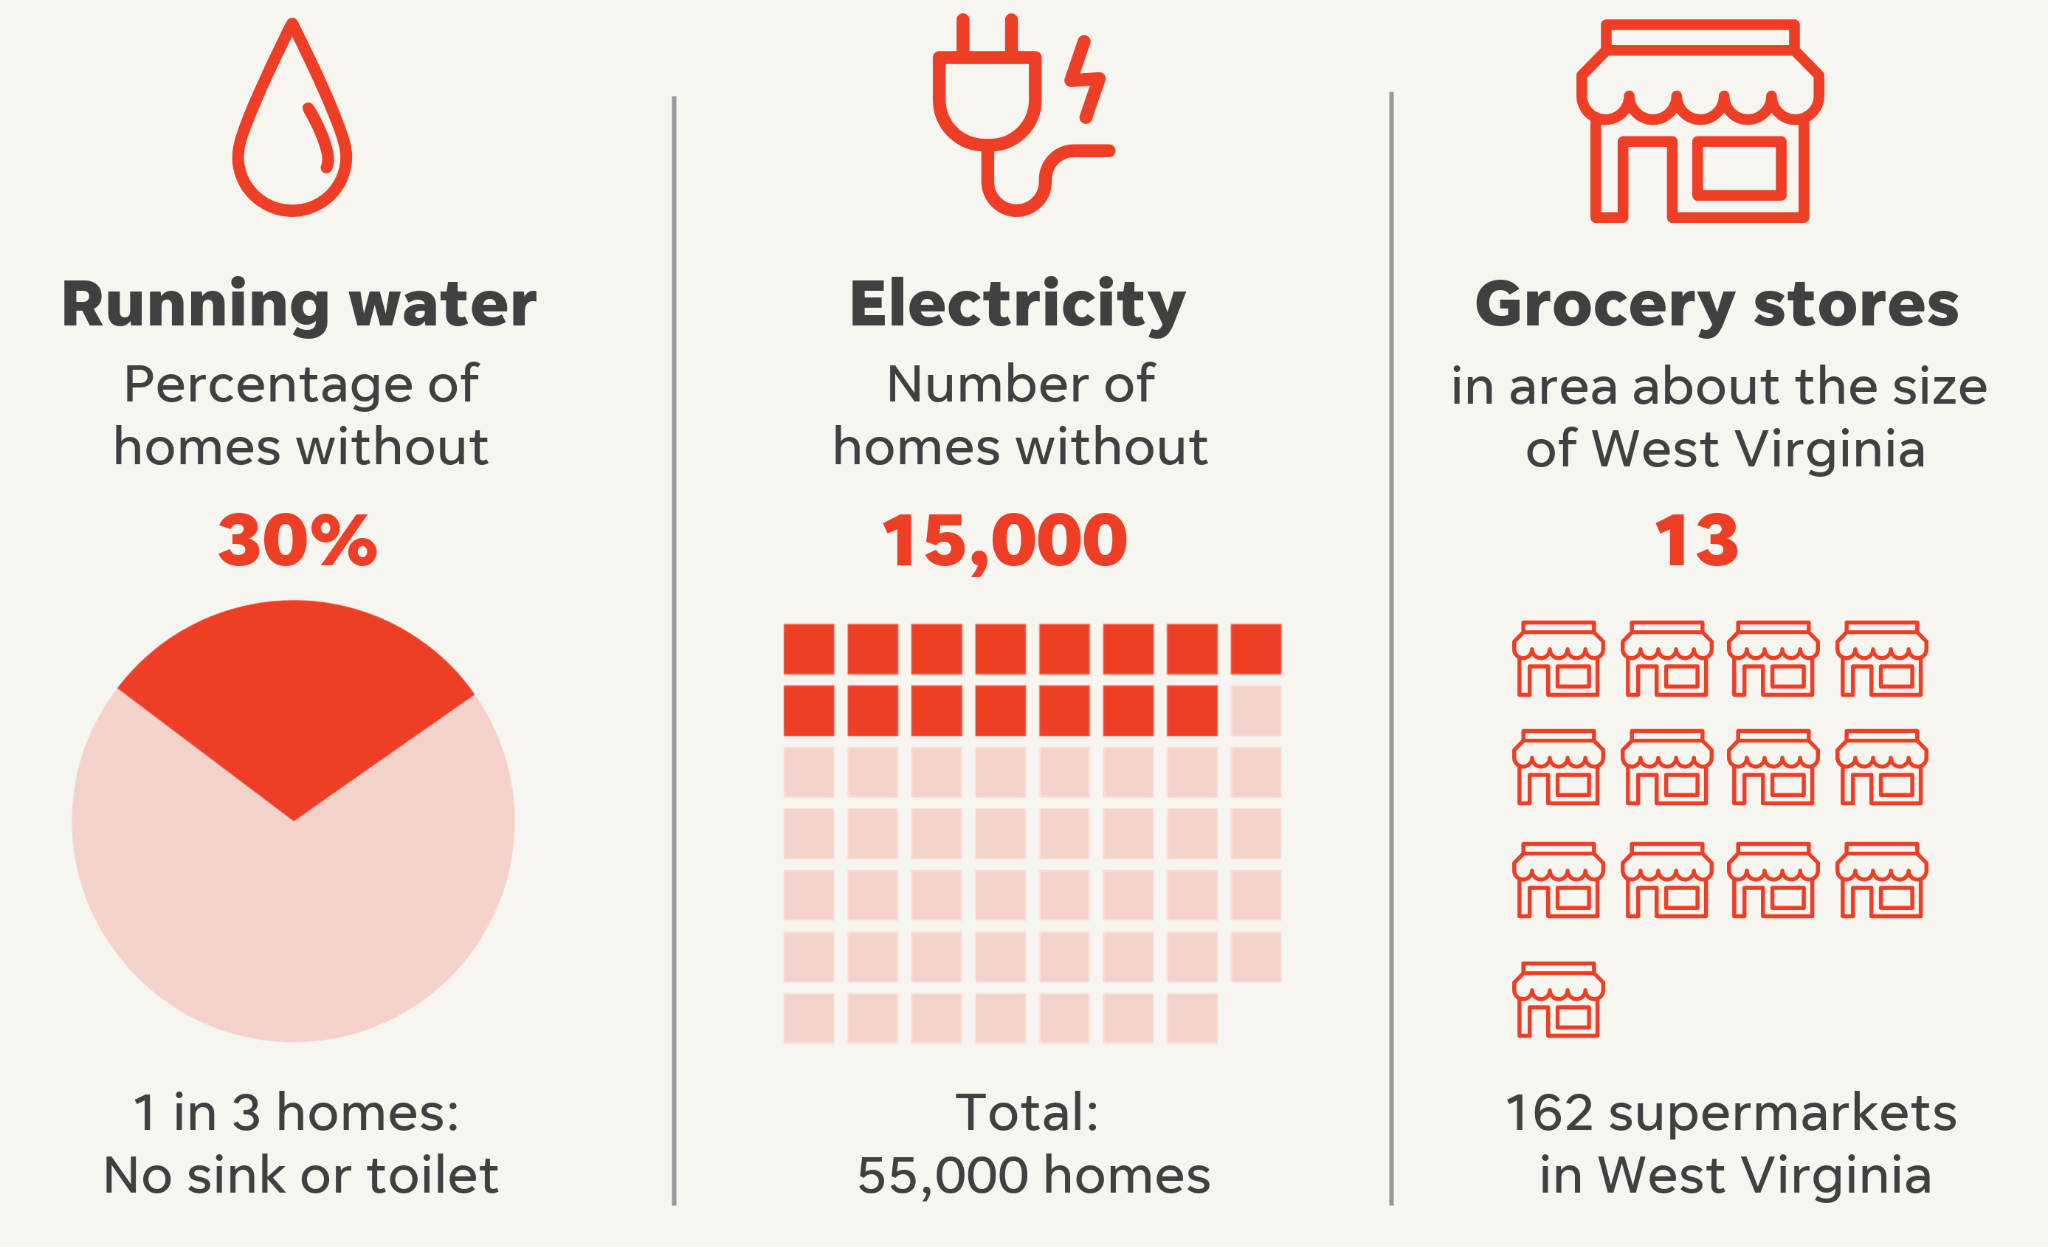 Running water
Percentage of
homes without
30%
1 in 3 homes:
No sink or toilet
Electricity
Number of
homes without
15,000
Total:
55,000 homes
Grocery stores
in area about the size
of West Virginia
13
162 supermarkets
in West Virginia